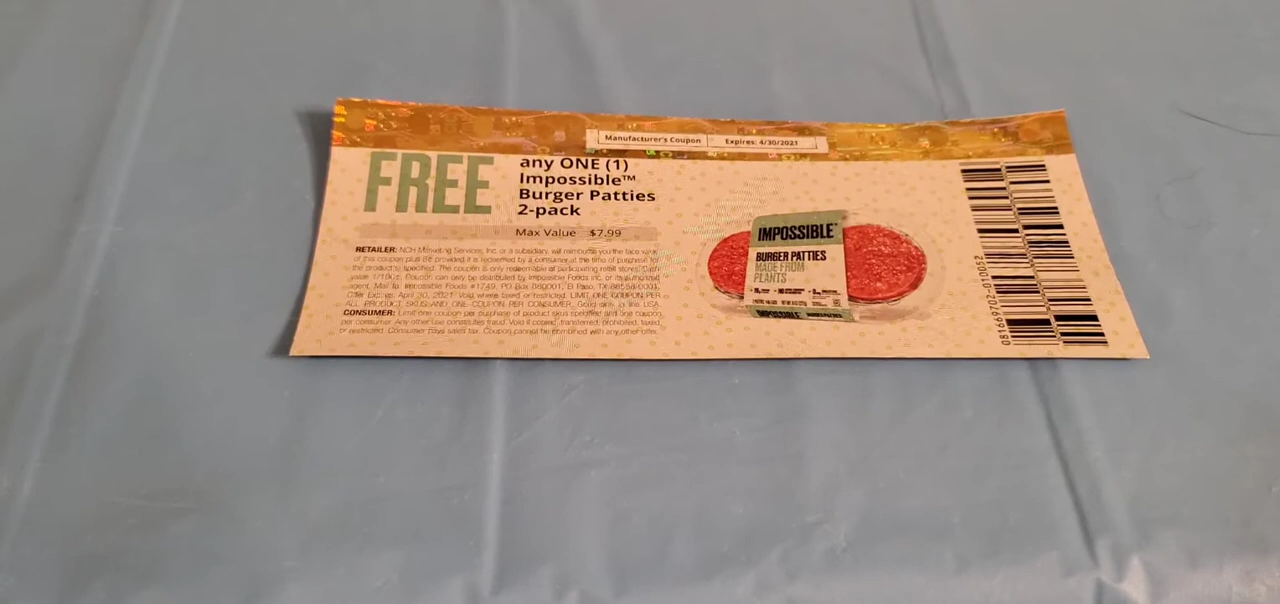 Manufacturer's Coupon Expires: 4/30/2021
FREE
any ONE (1)
Impossible™
Burger Patties
2-pack
Max Value $7.99
RETAILER: NCH Marketing Services, Inc. or a subsidiary, will reimburse you the face value
of this coupon plus 8¢ provided it is redeemed by a consumer at the time of purchase for
the product(s) specified. The coupon is only redeemable at participating retail stores. Cash
value 1/100¢. Coupon can only be distributed by Impossible Foods Inc. or its
agent. Mail to: Impossible Foods #1749, PO Box 880001, El Paso, TX 88588-0001.
Offer Expires April 30, 2021. Void where taxed or restricted. LIMIT ONE COUPON PER
ALL PRODUCT SKUS AND ONE COUPON PER CONSUMER. Good only in the USA.
CONSUMER: Limit one coupon per purchase of product skus specified and one coupon
per consumer. Any other use constitutes fraud. Void if copied, transferred, prohibited, taxed,
or restricted. Consumer pays sales tax. Coupon cannot be combined with any other offer.
IMPOSSIBLE™
BURGER PATTIES
MADE FROM
PLANTS
IMPOSSIBLE BURGER PATTIES
081669702-010052